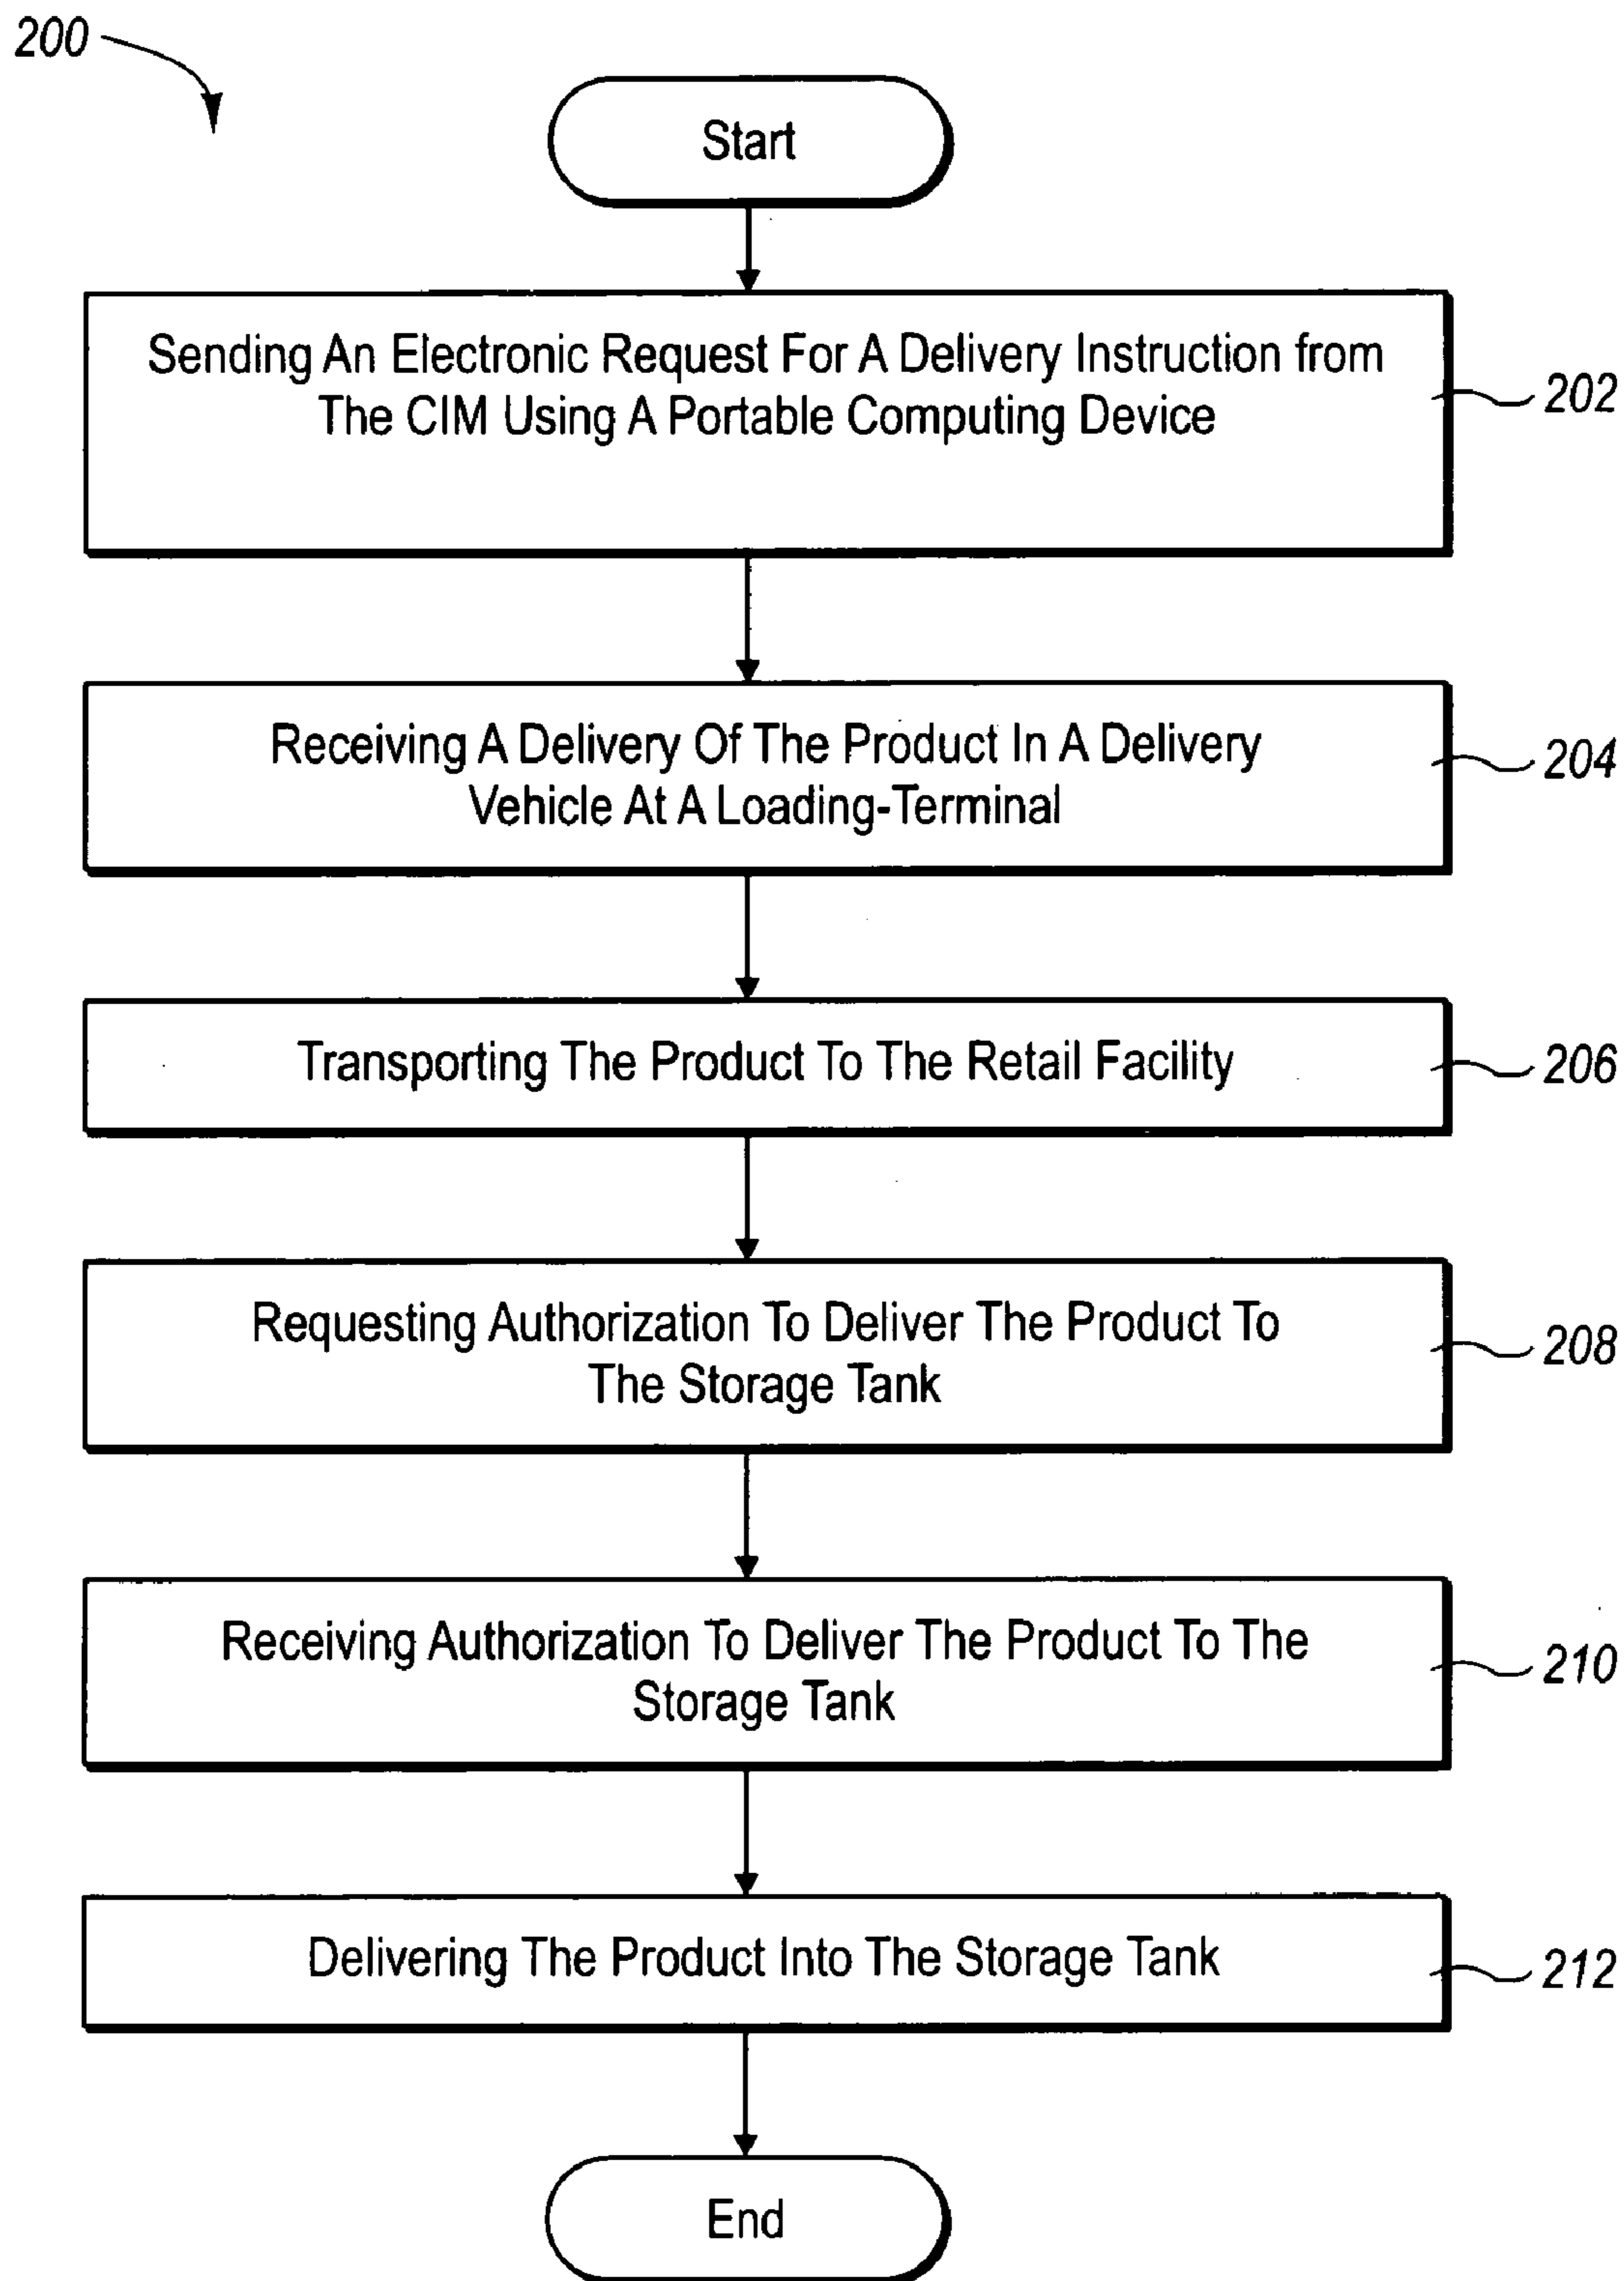 200
Start
Sending An Electronic Request For A Delivery Instruction from
The CIM Using A Portable Computing Device
202
Receiving A Delivery Of The Product In A Delivery
Vehicle At A Loading-Terminal
204
Transporting The Product To The Retail Facility
206
Requesting Authorization To Deliver The Product To
The Storage Tank
208
Receiving Authorization To Deliver The Product To The
Storage Tank
210
Delivering The Product Into The Storage Tank
212
End